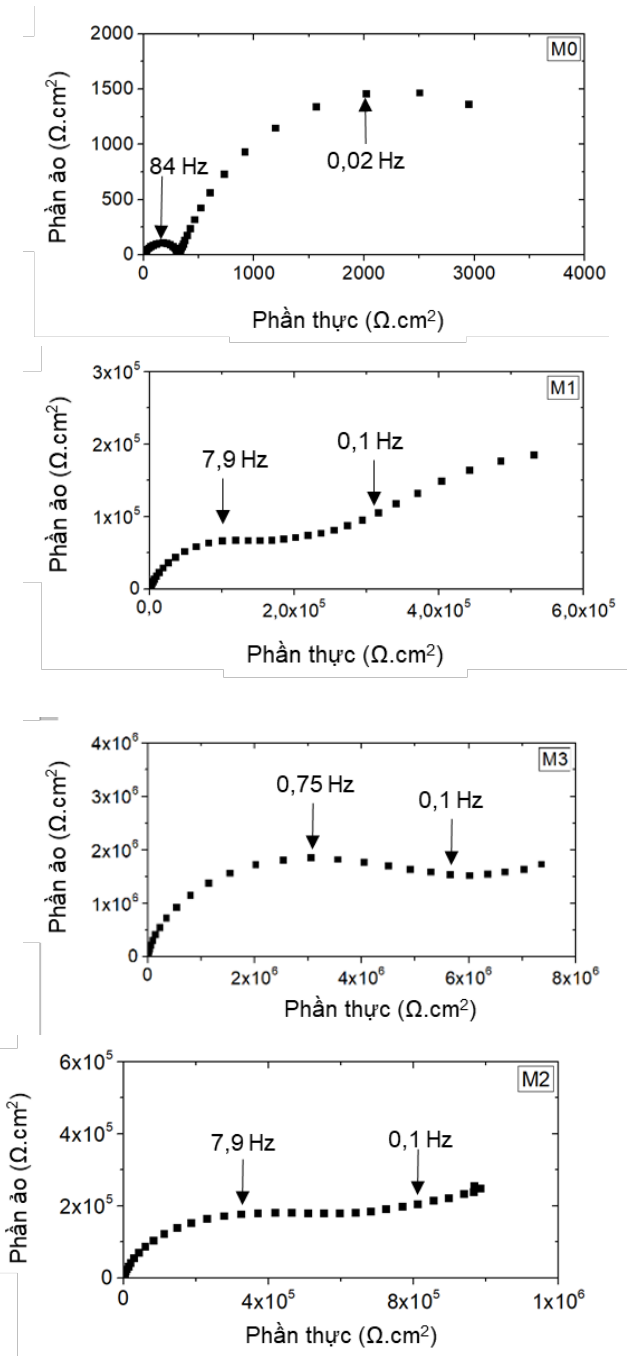 2000
M0
1500
1000
500
0
84 Hz
0,02 Hz
0
1000
2000
3000
4000
Phần ảo (Ω.cm²)
Phần thực (Ω.cm²)
3x10⁵
M1
2x10⁵
1x10⁵
0
7,9 Hz
0,1 Hz
0,0
2,0x10⁵
4,0x10⁵
6,0x10⁵
Phần ảo (Ω.cm²)
Phần thực (Ω.cm²)
4x10⁶
M3
3x10⁶
2x10⁶
1x10⁶
0
0,75 Hz
0,1 Hz
0
2x10⁶
4x10⁶
6x10⁶
8x10⁶
Phần ảo (Ω.cm²)
Phần thực (Ω.cm²)
6x10⁵
M2
4x10⁵
2x10⁵
0
7,9 Hz
0,1 Hz
0
4x10⁵
8x10⁵
1x10⁶
Phần ảo (Ω.cm²)
Phần thực (Ω.cm²)